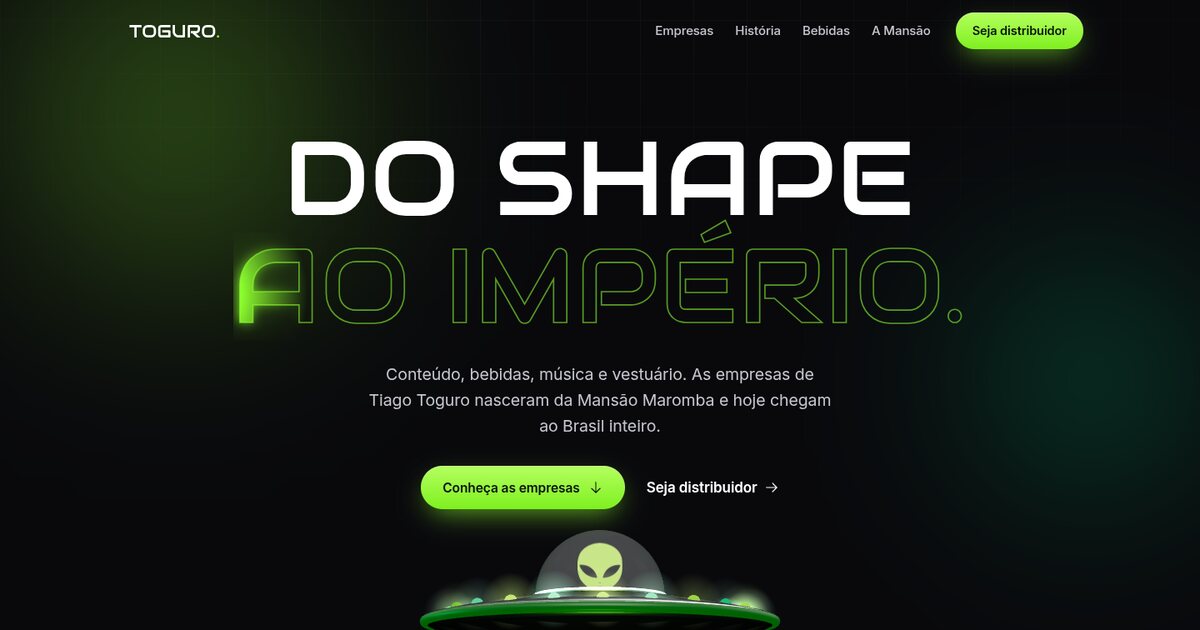 TOGURO.
Empresas
História
Bebidas
A Mansão
Seja distribuidor
DO SHAPE
AO IMPÉRIO.
Conteúdo, bebidas, música e vestuário. As empresas de
Tiago Toguro nasceram da Mansão Maromba e hoje chegam
ao Brasil inteiro.
Conheça as empresas ↓
Seja distribuidor →